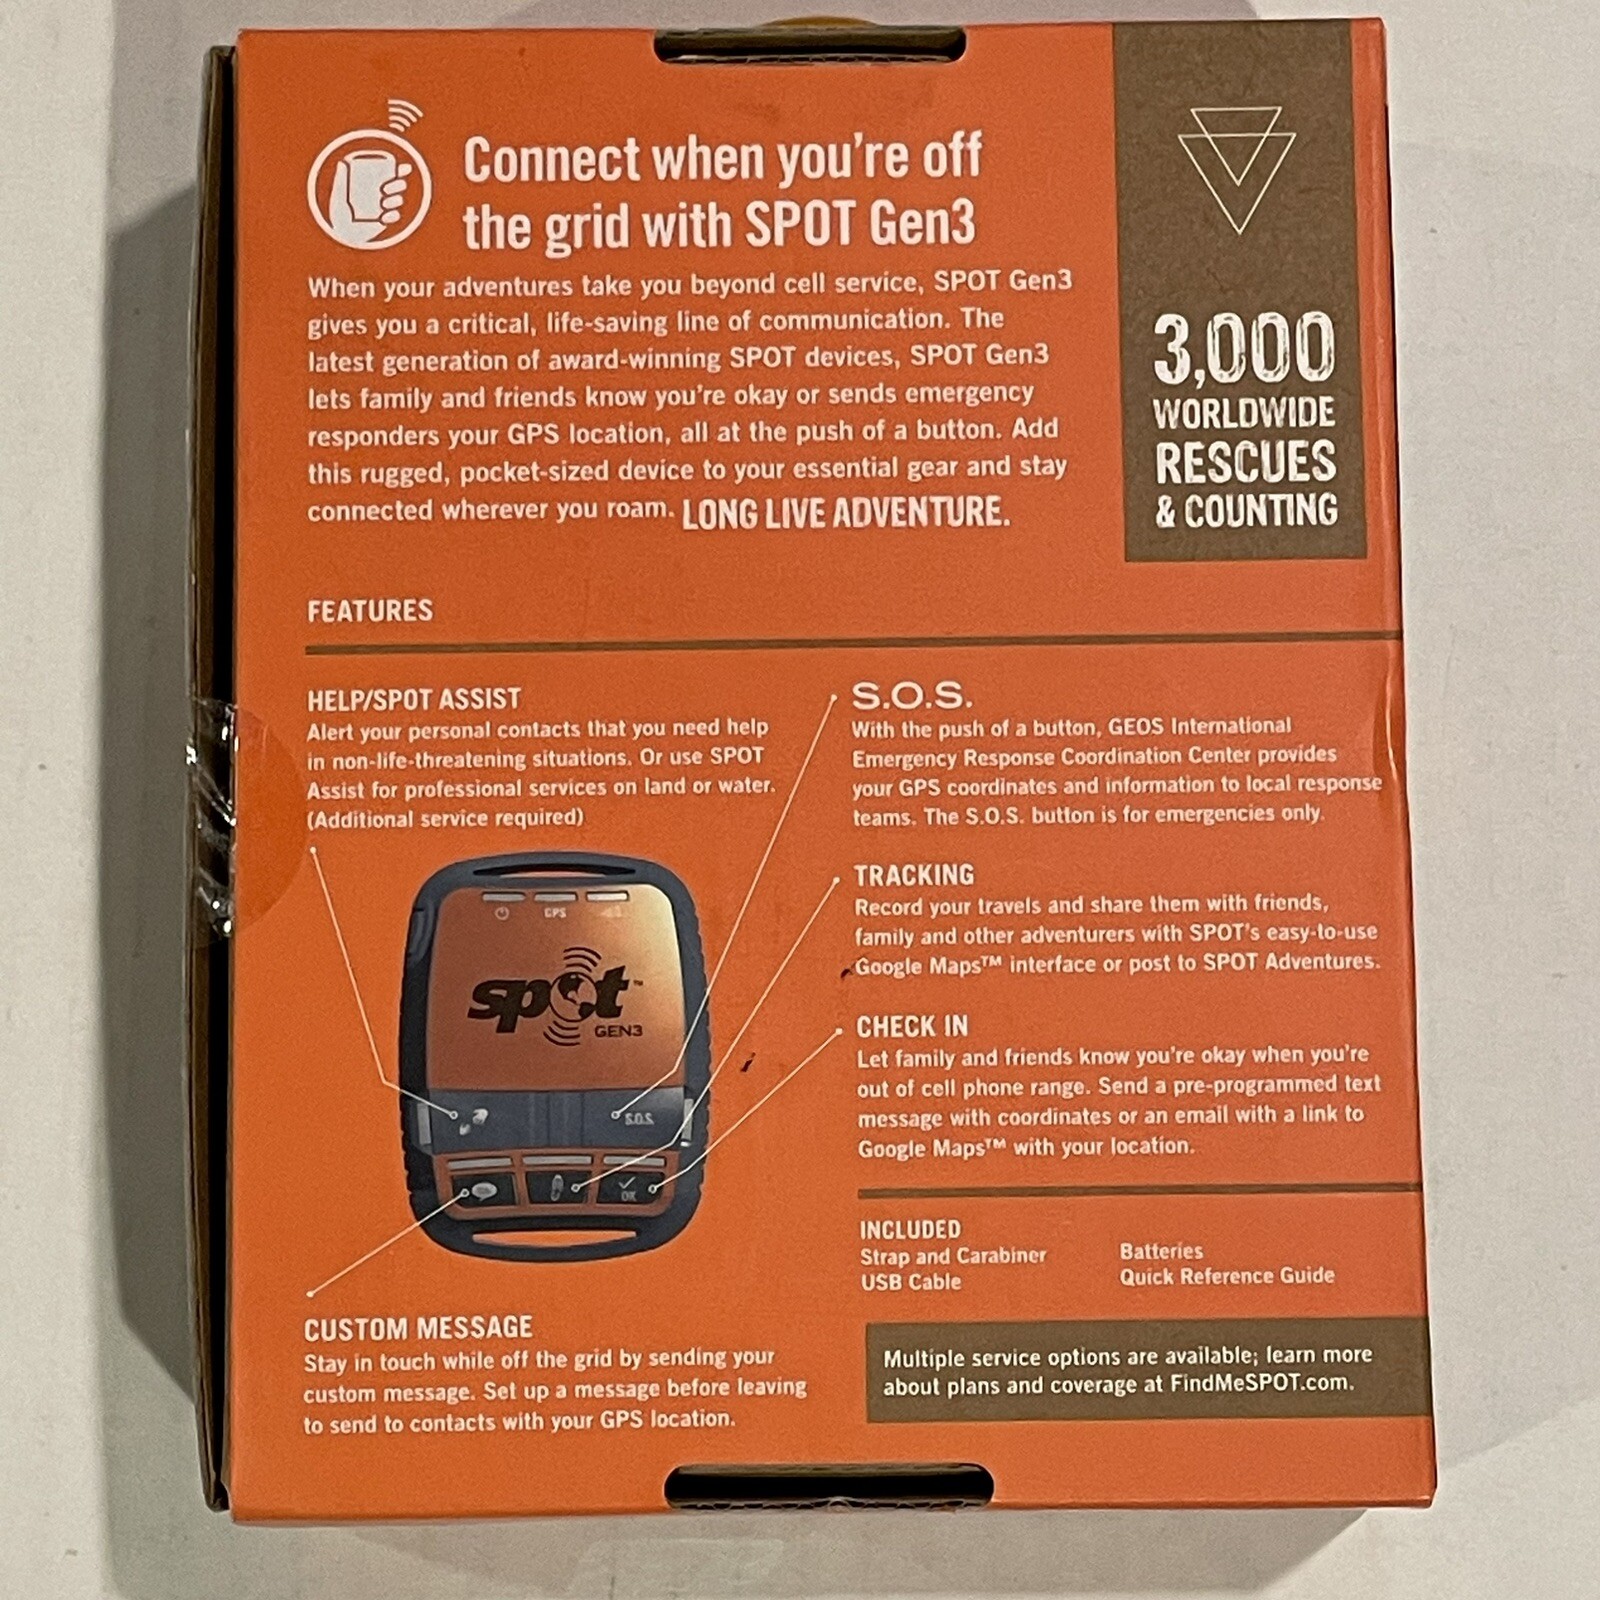 Connect when you're off
the grid with SPOT Gen3
When your adventures take you beyond cell service, SPOT Gen3
gives you a critical, life-saving line of communication. The
latest generation of award-winning SPOT devices, SPOT Gen3
lets family and friends know you're okay or sends emergency
responders your GPS location, all at the push of a button. Add
this rugged, pocket-sized device to your essential gear and stay
connected wherever you roam. LONG LIVE ADVENTURE.
3,000
WORLDWIDE
RESCUES
& COUNTING
FEATURES
HELP/SPOT ASSIST
Alert your personal contacts that you need help
in non-life-threatening situations. Or use SPOT
Assist for professional services on land or water.
(Additional service required)
GPS
spot™
GEN3
S.O.S.
OK
CUSTOM MESSAGE
Stay in touch while off the grid by sending your
custom message. Set up a message before leaving
to send to contacts with your GPS location.
S.O.S.
With the push of a button, GEOS International
Emergency Response Coordination Center provides
your GPS coordinates and information to local response
teams. The S.O.S. button is for emergencies only.
TRACKING
Record your travels and share them with friends,
family and other adventurers with SPOT's easy-to-use
Google Maps™ interface or post to SPOT Adventures.
CHECK IN
Let family and friends know you're okay when you're
out of cell phone range. Send a pre-programmed text
message with coordinates or an email with a link to
Google Maps™ with your location.
INCLUDED
Strap and Carabiner
USB Cable
Batteries
Quick Reference Guide
Multiple service options are available; learn more
about plans and coverage at FindMeSPOT.com.